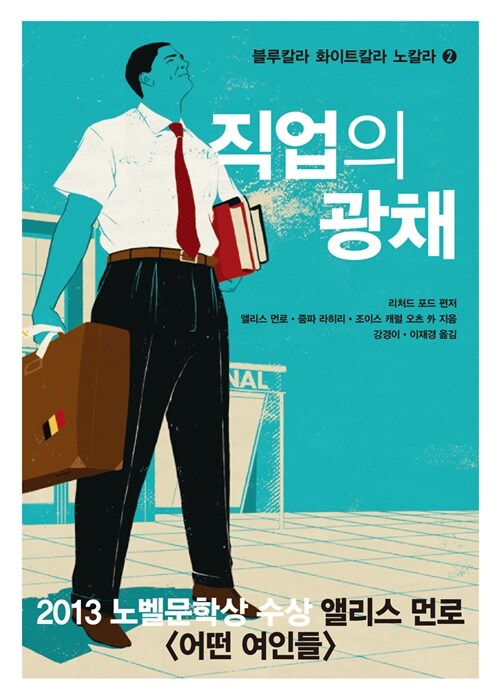 블루칼라 화이트칼라 노칼라 ❷
직업의
광채
리처드 포드 편저
앨리스 먼로 • 줌파 라히리 • 조이스 캐럴 오츠 外 지음
강경이 • 이재경 옮김
NAL
2013 노벨문학상 수상 앨리스 먼로
〈어떤 여인들〉